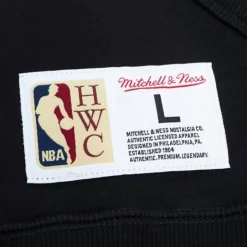 Mitchell & Ness
HWC
NBA
L
MITCHELL & NESS NOSTALGIA CO.
AUTHENTIC LICENSED APPAREL
DESIGNED IN PHILADELPHIA, PA.
ESTABLISHED 1904
AUTHENTIC. PREMIUM. LEGENDARY.